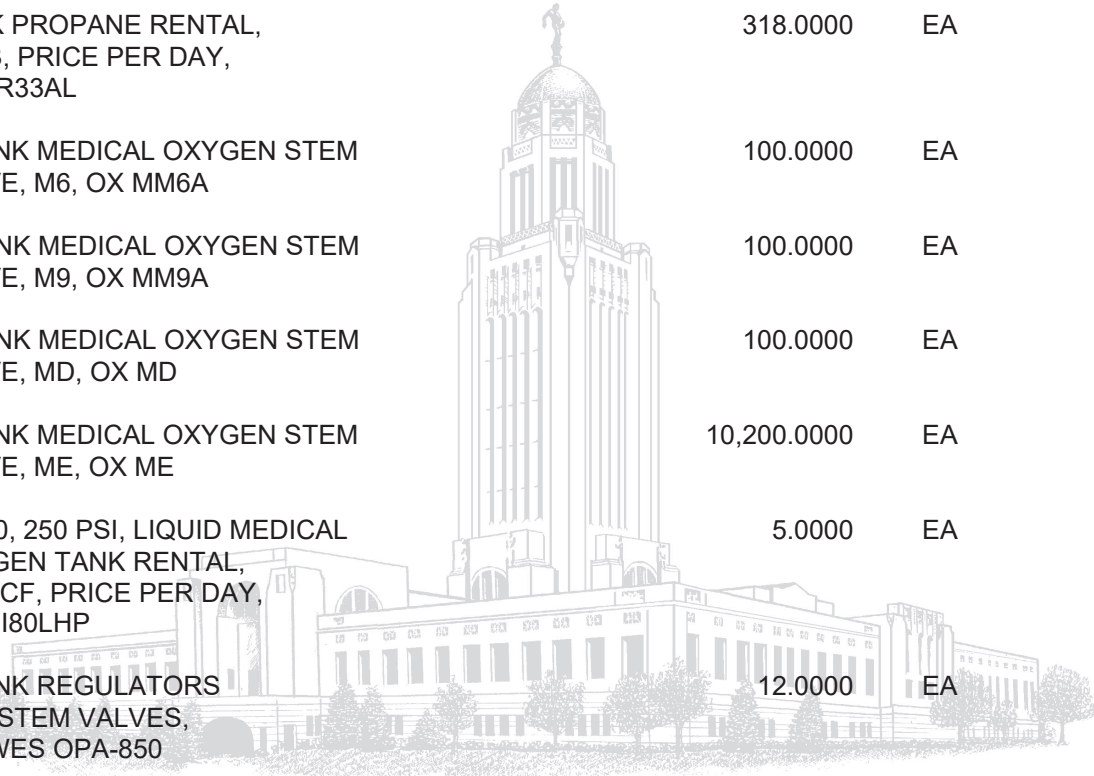 K PROPANE RENTAL, 318.0000 EA
, PRICE PER DAY,
R33AL
NK MEDICAL OXYGEN STEM 100.0000 EA
E, M6, OX MM6A
NK MEDICAL OXYGEN STEM 100.0000 EA
E, M9, OX MM9A
NK MEDICAL OXYGEN STEM 100.0000 EA
E, MD, OX MD
NK MEDICAL OXYGEN STEM 10,200.0000 EA
E, ME, OX ME
0, 250 PSI, LIQUID MEDICAL 5.0000 EA
GEN TANK RENTAL,
CF, PRICE PER DAY,
I80LHP
NK REGULATORS 12.0000 EA
STEM VALVES,
WES OPA-850